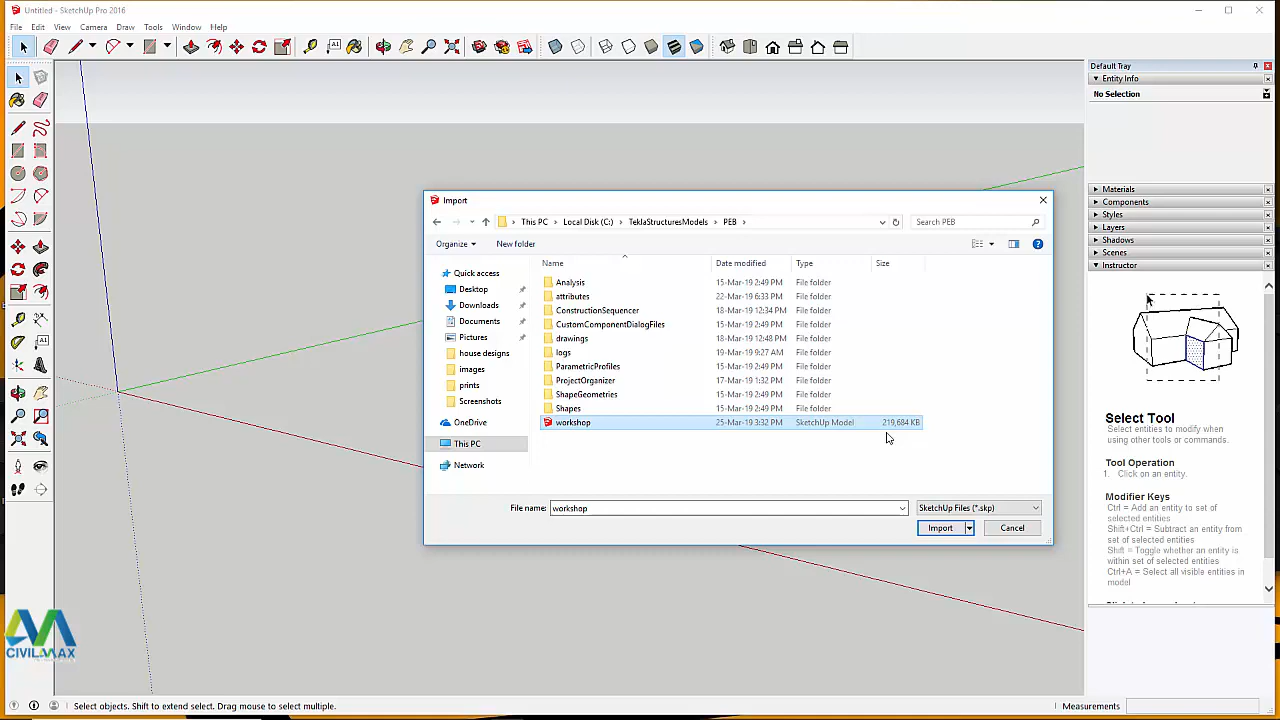 Untitled - SketchUp Pro 2016
File Edit View Camera Draw Tools Window Help
Default Tray
Entity Info
No Selection
Materials
Components
Styles
Layers
Shadows
Scenes
Instructor
Select Tool
Select entities to modify when
using other tools or commands.
Tool Operation
1. Click on an entity.
Modifier Keys
Ctrl = Add an entity to set of
selected entities
Shift+Ctrl = Subtract an entity from
set of selected entities
Shift = Toggle whether an entity is
within set of selected entities
Ctrl+A = Select all visible entities in
model
Import
This PC > Local Disk (C:) > TeklaStructuresModels > PEB >
Search PEB
Organize New folder
Name Date modified Type Size
Quick access
Desktop
Downloads
Documents
Pictures
house designs
images
prints
Screenshots
OneDrive
This PC
Network
Analysis 15-Mar-19 2:49 PM File folder
attributes 22-Mar-19 6:33 PM File folder
ConstructionSequencer 18-Mar-19 12:34 PM File folder
CustomComponentDialogFiles 15-Mar-19 2:49 PM File folder
drawings 18-Mar-19 12:48 PM File folder
logs 19-Mar-19 9:27 AM File folder
ParametricProfiles 15-Mar-19 2:49 PM File folder
ProjectOrganizer 17-Mar-19 1:32 PM File folder
ShapeGeometries 15-Mar-19 2:49 PM File folder
Shapes 15-Mar-19 2:49 PM File folder
workshop 25-Mar-19 3:32 PM SketchUp Model 219,684 KB
File name: workshop SketchUp Files (*.skp)
Import Cancel
CIVILMAX
Select objects. Shift to extend select. Drag mouse to select multiple.
Measurements